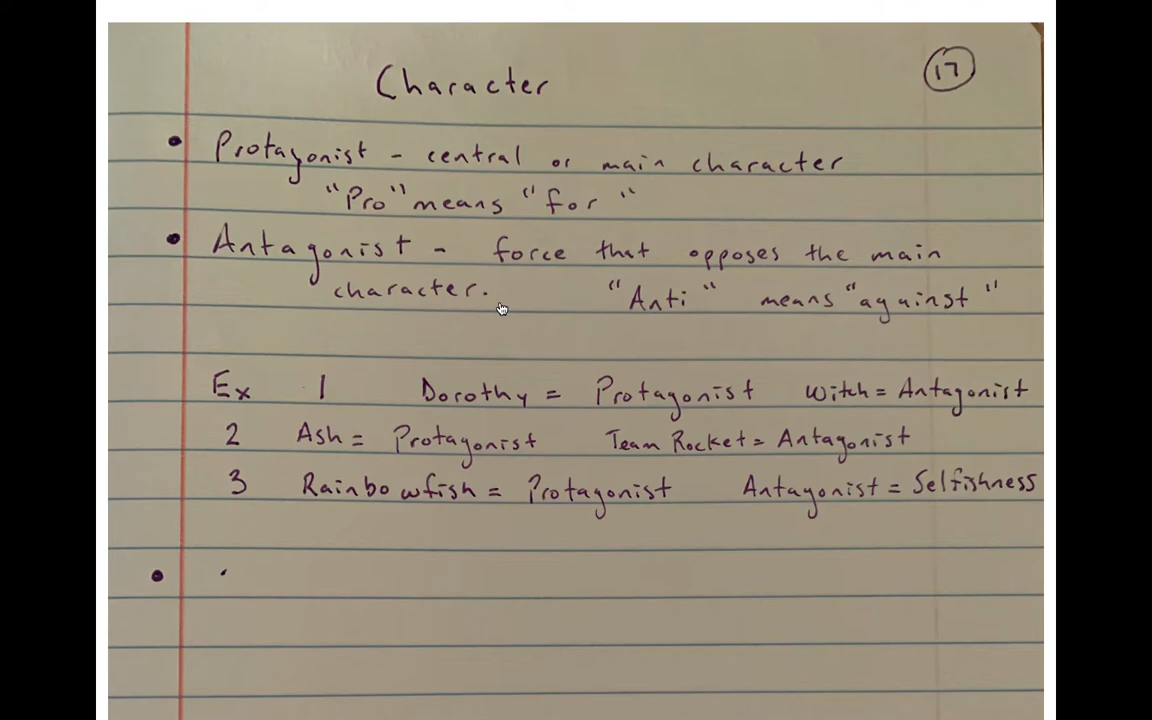 Character
17
• Protagonist - central or main character
"Pro" means "for"
• Antagonist - force that opposes the main
character. "Anti" means "against"
Ex 1 Dorothy = Protagonist Witch = Antagonist
2 Ash = Protagonist Team Rocket = Antagonist
3 Rainbowfish = Protagonist Antagonist = Selfishness
•